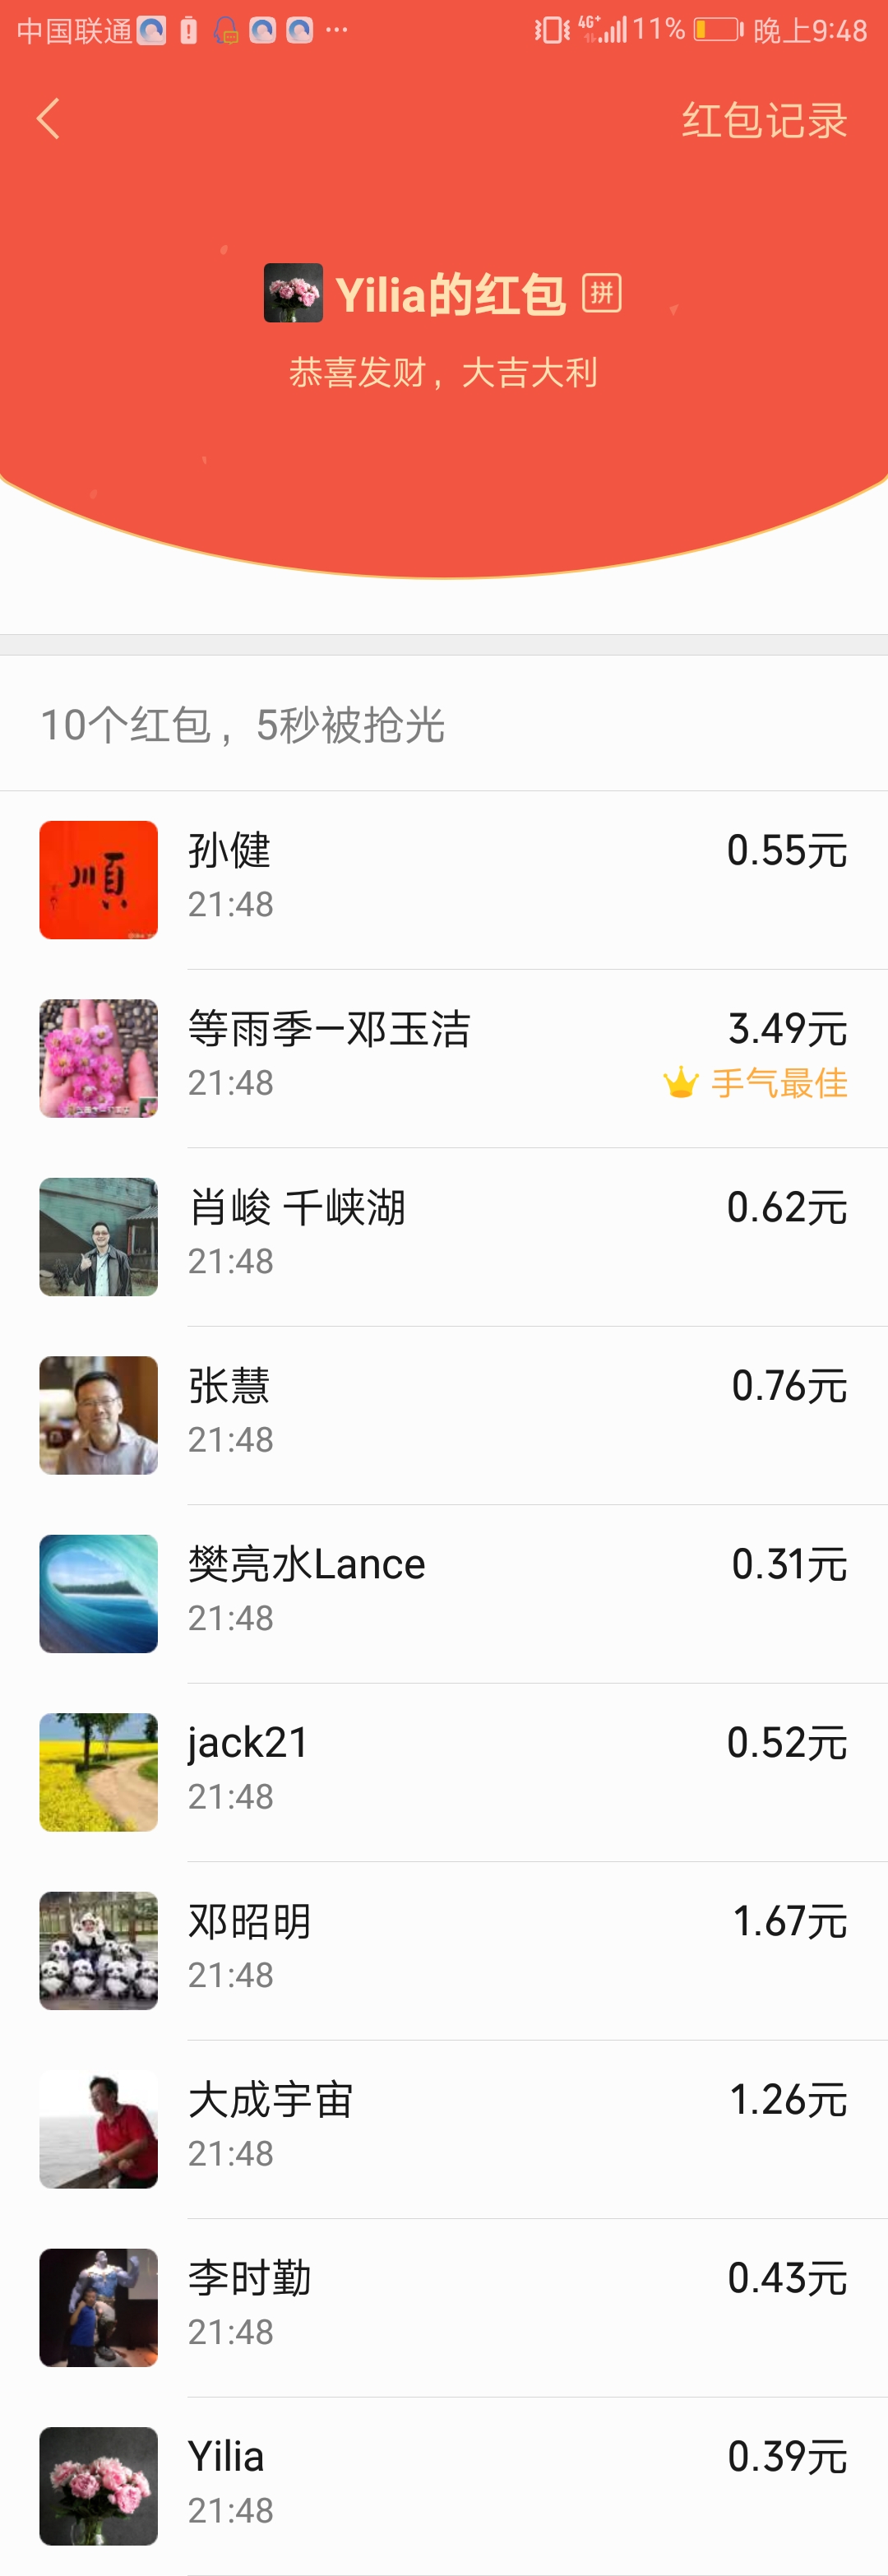 中国联通 4G+ 11% 晚上9:48
红包记录
Yilia的红包 拼
恭喜发财，大吉大利
10个红包，5秒被抢光
孙健 0.55元
21:48
等雨季—邓玉洁 3.49元
21:48 手气最佳
肖峻 千峡湖 0.62元
21:48
张慧 0.76元
21:48
樊亮水Lance 0.31元
21:48
jack21 0.52元
21:48
邓昭明 1.67元
21:48
大成宇宙 1.26元
21:48
李时勤 0.43元
21:48
Yilia 0.39元
21:48
順